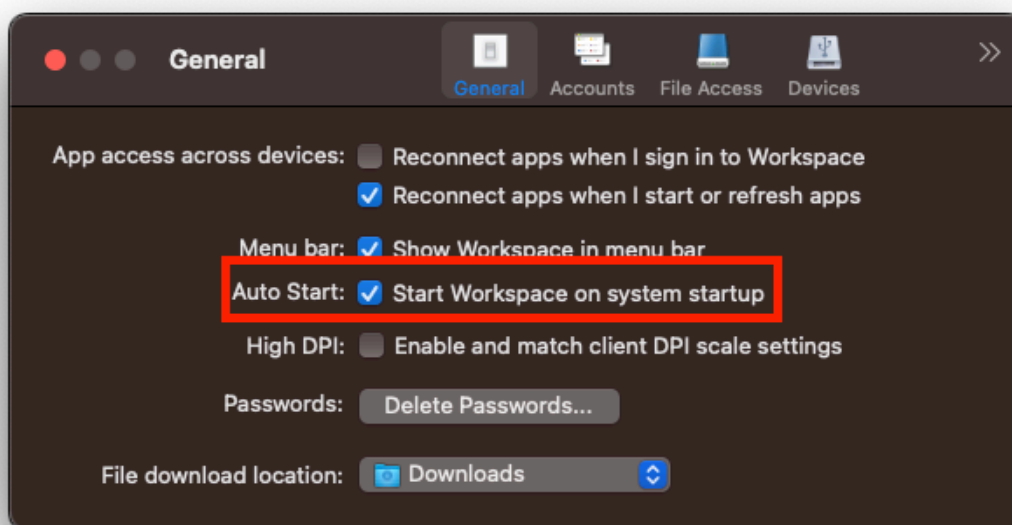 General
General Accounts File Access Devices
App access across devices: Reconnect apps when I sign in to Workspace
Reconnect apps when I start or refresh apps
Menu bar: Show Workspace in menu bar
Auto Start: Start Workspace on system startup
High DPI: Enable and match client DPI scale settings
Passwords: Delete Passwords...
File download location: Downloads